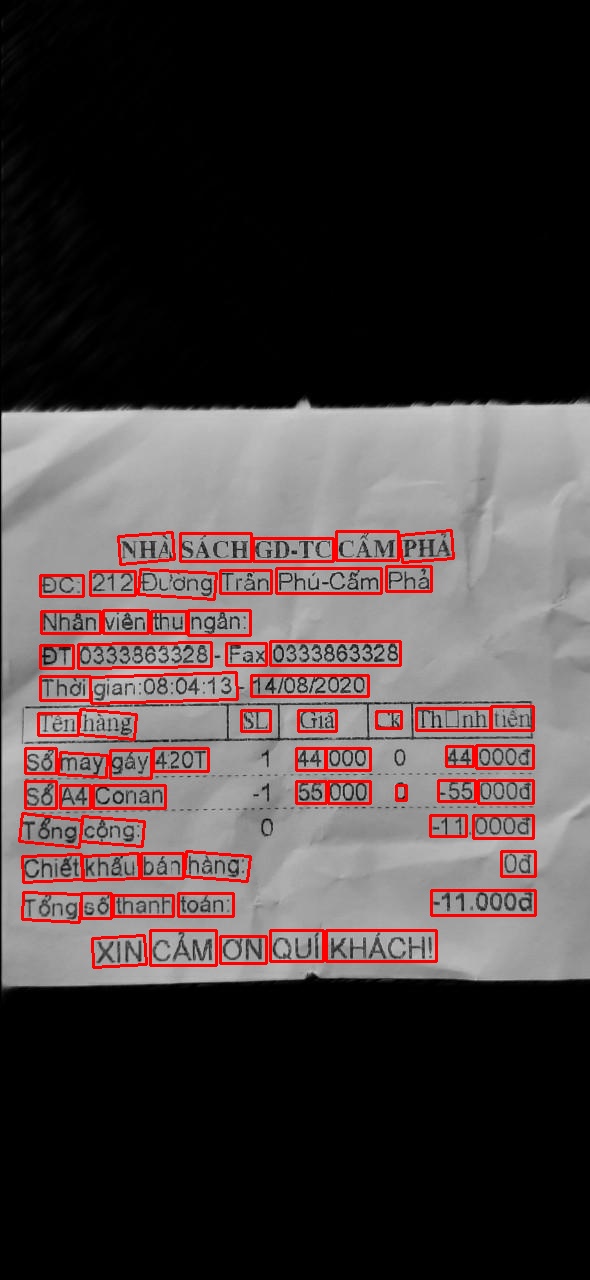 NHÀ SÁCH GD-TC CẨM PHẢ
ĐC: 212 Đường Trần Phú-Cẩm Phả
Nhân viên thu ngân:
ĐT 0333863328 - Fax 0333863328
Thời gian:08:04:13 - 14/08/2020
Tên hàng SL Giá Ck Th□nh tiền
Sổ may gáy 420T 1 44 000 0 44 000đ
Sổ A4 Conan -1 55 000 0 -55 000đ
Tổng cộng: 0 -11.000đ
Chiết khấu bán hàng: 0đ
Tổng số thanh toán: -11.000đ
XIN CẢM ƠN QUÍ KHÁCH!